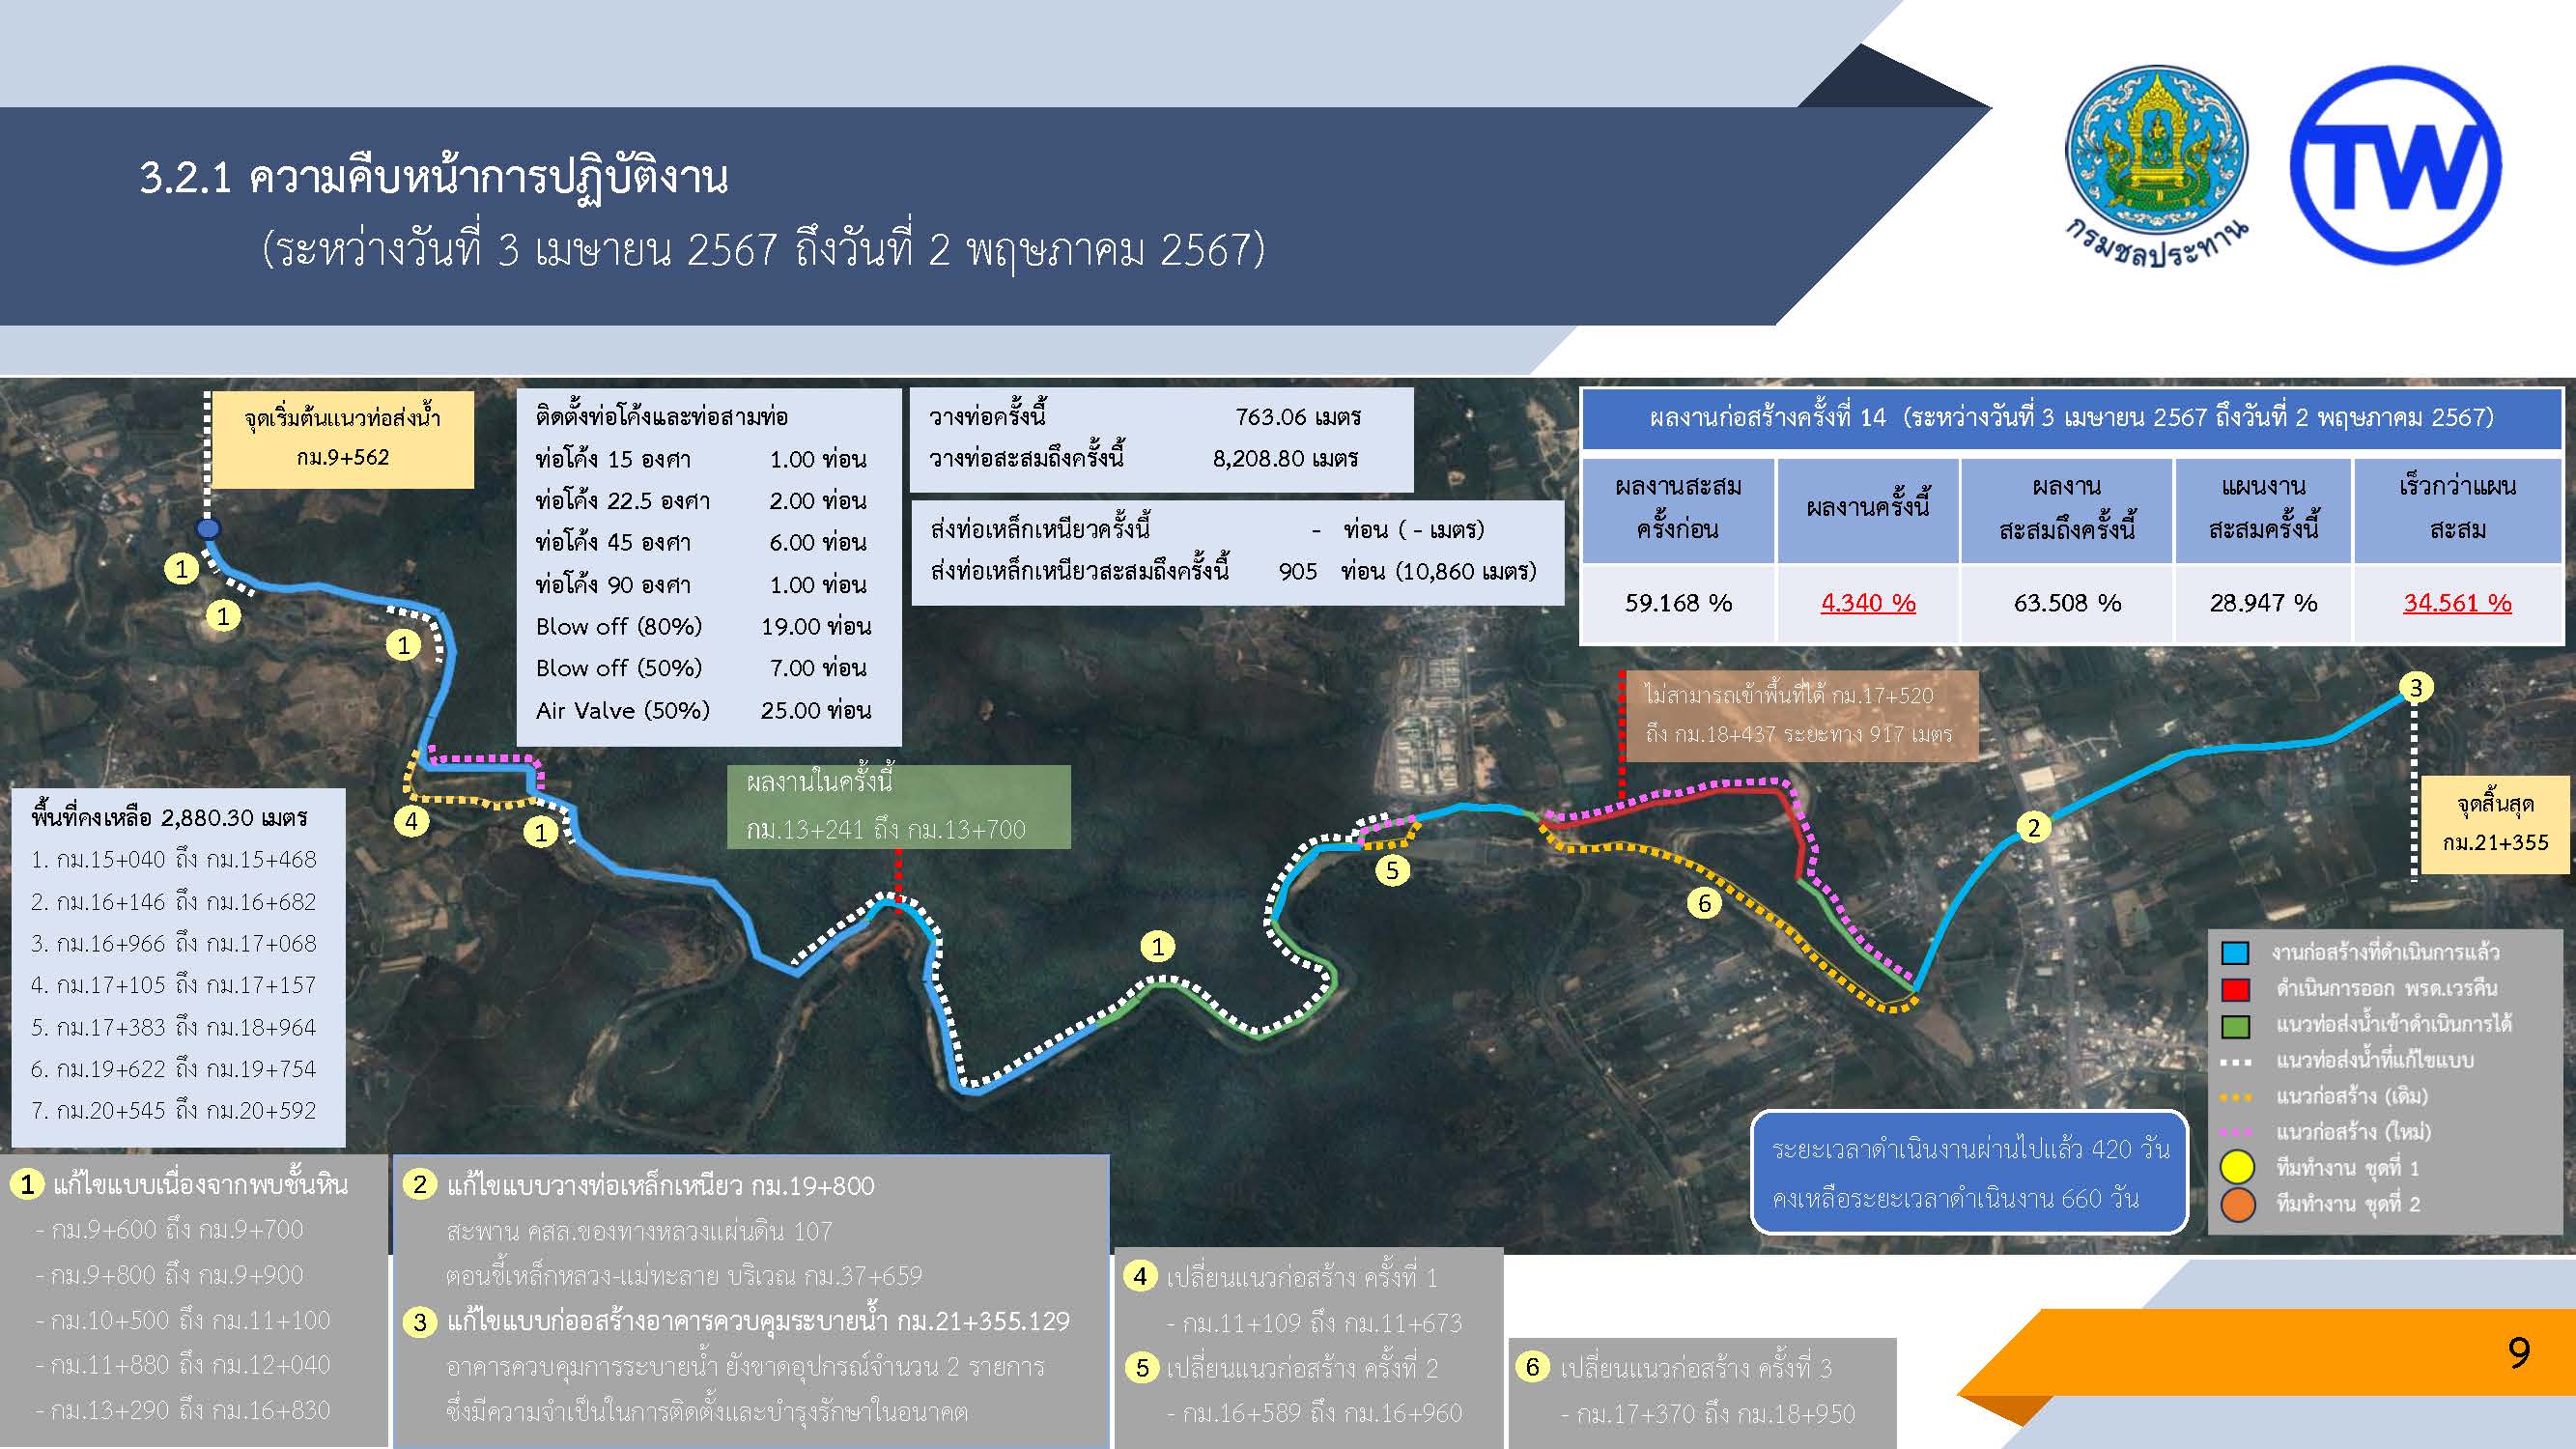 3.2.1 ความคืบหน้าการปฏิบัติงาน
(ระหว่างวันที่ 3 เมษายน 2567 ถึงวันที่ 2 พฤษภาคม 2567)
กรมชลประทาน
TW
จุดเริ่มต้นแนวท่อส่งน้ำ
กม.9+562
ติดตั้งท่อโค้งและท่อสามท่อ
ท่อโค้ง 15 องศา 1.00 ท่อน
ท่อโค้ง 22.5 องศา 2.00 ท่อน
ท่อโค้ง 45 องศา 6.00 ท่อน
ท่อโค้ง 90 องศา 1.00 ท่อน
Blow off (80%) 19.00 ท่อน
Blow off (50%) 7.00 ท่อน
Air Valve (50%) 25.00 ท่อน
วางท่อครั้งนี้ 763.06 เมตร
วางท่อสะสมถึงครั้งนี้ 8,208.80 เมตร
ส่งท่อเหล็กเหนียวครั้งนี้ - ท่อน ( - เมตร)
ส่งท่อเหล็กเหนียวสะสมถึงครั้งนี้ 905 ท่อน (10,860 เมตร)
ผลงานก่อสร้างครั้งที่ 14 (ระหว่างวันที่ 3 เมษายน 2567 ถึงวันที่ 2 พฤษภาคม 2567)
ผลงานสะสม
ครั้งก่อน
ผลงานครั้งนี้
ผลงาน
สะสมถึงครั้งนี้
แผนงาน
สะสมครั้งนี้
เร็วกว่าแผน
สะสม
59.168 % 4.340 % 63.508 % 28.947 % 34.561 %
1
1
1
4
1
1
5
6
2
3
ไม่สามารถเข้าพื้นที่ได้ กม.17+520
ถึง กม.18+437 ระยะทาง 917 เมตร
ผลงานในครั้งนี้
กม.13+241 ถึง กม.13+700
จุดสิ้นสุด
กม.21+355
พื้นที่คงเหลือ 2,880.30 เมตร
1. กม.15+040 ถึง กม.15+468
2. กม.16+146 ถึง กม.16+682
3. กม.16+966 ถึง กม.17+068
4. กม.17+105 ถึง กม.17+157
5. กม.17+383 ถึง กม.18+964
6. กม.19+622 ถึง กม.19+754
7. กม.20+545 ถึง กม.20+592
งานก่อสร้างที่ดำเนินการแล้ว
ดำเนินการออก พรด.เวรคืน
แนวท่อส่งน้ำเข้าดำเนินการได้
แนวท่อส่งน้ำที่แก้ไขแบบ
แนวก่อสร้าง (เดิม)
แนวก่อสร้าง (ใหม่)
ทีมทำงาน ชุดที่ 1
ทีมทำงาน ชุดที่ 2
ระยะเวลาดำเนินงานผ่านไปแล้ว 420 วัน
คงเหลือระยะเวลาดำเนินงาน 660 วัน
1 แก้ไขแบบเนื่องจากพบชั้นหิน
- กม.9+600 ถึง กม.9+700
- กม.9+800 ถึง กม.9+900
- กม.10+500 ถึง กม.11+100
- กม.11+880 ถึง กม.12+040
- กม.13+290 ถึง กม.16+830
2 แก้ไขแบบวางท่อเหล็กเหนียว กม.19+800
สะพาน คสล.ของทางหลวงแผ่นดิน 107
ตอนขี้เหล็กหลวง-แม่ทะลาย บริเวณ กม.37+659
3 แก้ไขแบบก่ออสร้างอาคารควบคุมระบายน้ำ กม.21+355.129
อาคารควบคุมการระบายน้ำ ยังขาดอุปกรณ์จำนวน 2 รายการ
ซึ่งมีความจำเป็นในการติดตั้งและบำรุงรักษาในอนาคต
4 เปลี่ยนแนวก่อสร้าง ครั้งที่ 1
- กม.11+109 ถึง กม.11+673
5 เปลี่ยนแนวก่อสร้าง ครั้งที่ 2
- กม.16+589 ถึง กม.16+960
6 เปลี่ยนแนวก่อสร้าง ครั้งที่ 3
- กม.17+370 ถึง กม.18+950
9